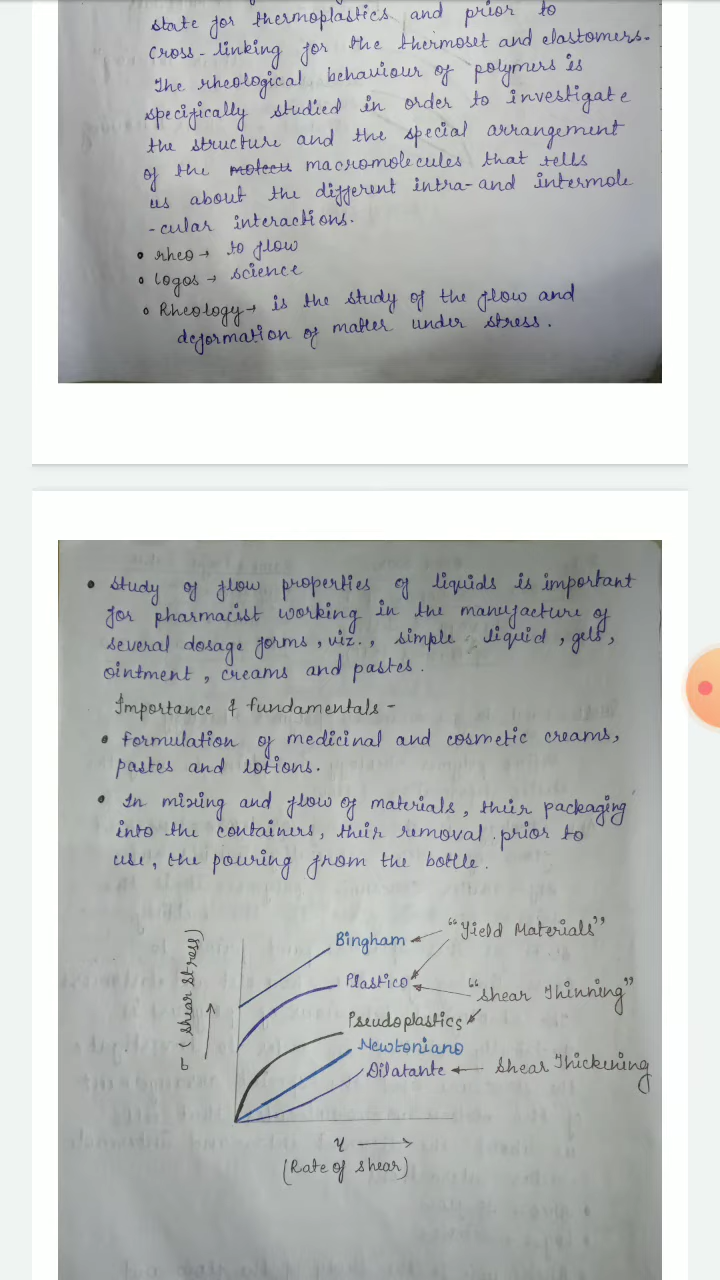 state for thermoplastics and prior to
cross-linking for the thermoset and elastomers.
The rheological behaviour of polymers is
specifically studied in order to investigate
the structure and the special arrangement
of the molecu macromolecules that tells
us about the different intra-and intermole
-cular interactions.
• rheo → to flow
• logos → science
• Rheology → is the study of the flow and
deformation of matter under stress.
• Study of flow properties of liquids is important
for pharmacist working in the manufacture of
several dosage forms, viz., simple liquid, gels,
ointment, creams and pastes.
Importance & fundamentals -
• Formulation of medicinal and cosmetic creams,
pastes and lotions.
• In mixing and flow of materials, their packaging
into the containers, their removal prior to
use, the pouring from the bottle.
"Yield Materials"
Bingham
Plastico
"Shear Thinning"
Pseudoplastics
Newtoniano
Dilatante ← Shear Thickening
σ (Shear Stress) →
γ →
(Rate of shear)